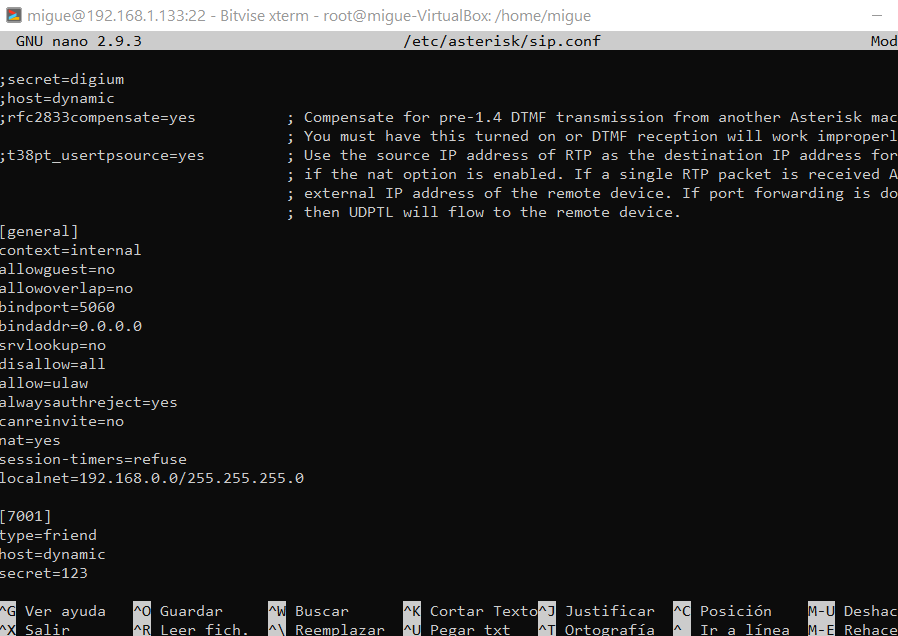 migue@192.168.1.133:22 - Bitvise xterm - root@migue-VirtualBox: /home/migue
GNU nano 2.9.3 /etc/asterisk/sip.conf Mod
;secret=digium
;host=dynamic
;rfc2833compensate=yes ; Compensate for pre-1.4 DTMF transmission from another Asterisk mac
; You must have this turned on or DTMF reception will work improperl
;t38pt_usertpsource=yes ; Use the source IP address of RTP as the destination IP address for
; if the nat option is enabled. If a single RTP packet is received A
; external IP address of the remote device. If port forwarding is do
; then UDPTL will flow to the remote device.
[general]
context=internal
allowguest=no
allowoverlap=no
bindport=5060
bindaddr=0.0.0.0
srvlookup=no
disallow=all
allow=ulaw
alwaysauthreject=yes
canreinvite=no
nat=yes
session-timers=refuse
localnet=192.168.0.0/255.255.255.0
[7001]
type=friend
host=dynamic
secret=123
^G Ver ayuda ^O Guardar ^W Buscar ^K Cortar Texto ^J Justificar ^C Posición M-U Deshac
^X Salir ^R Leer fich. ^\ Reemplazar ^U Pegar txt ^T Ortografía ^_ Ir a línea M-E Rehace